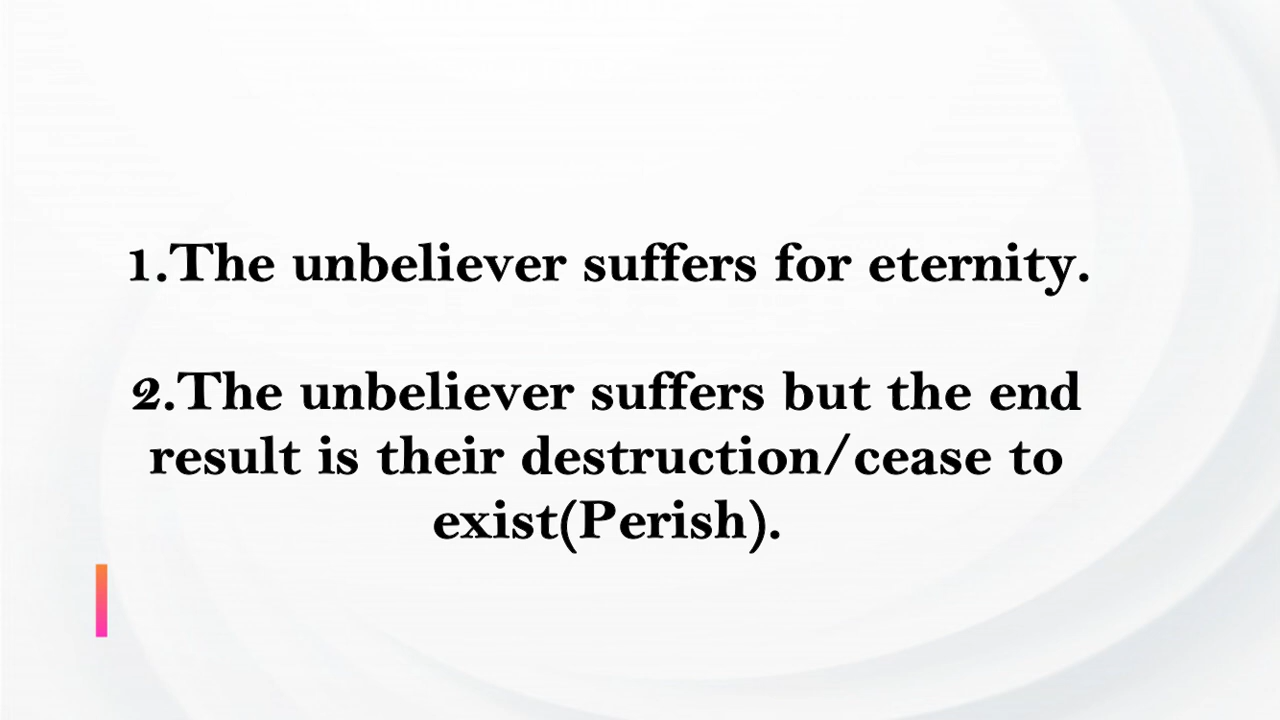 1.The unbeliever suffers for eternity.
2.The unbeliever suffers but the end
result is their destruction/cease to
exist(Perish).